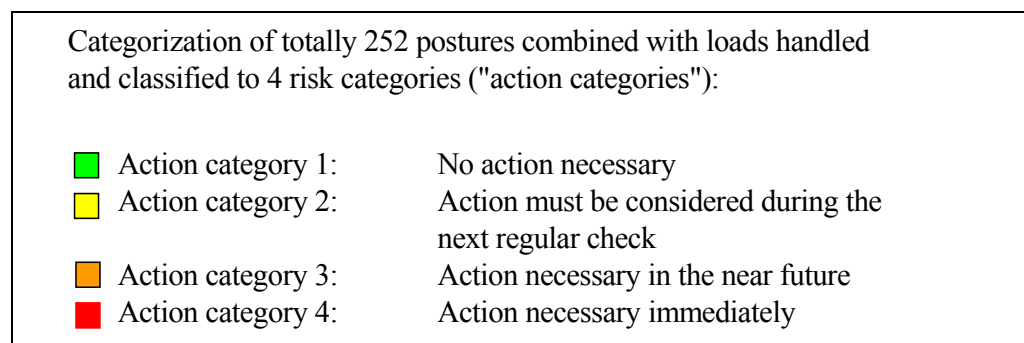 Categorization of totally 252 postures combined with loads handled
and classified to 4 risk categories ("action categories"):
Action category 1: No action necessary
Action category 2: Action must be considered during the
next regular check
Action category 3: Action necessary in the near future
Action category 4: Action necessary immediately